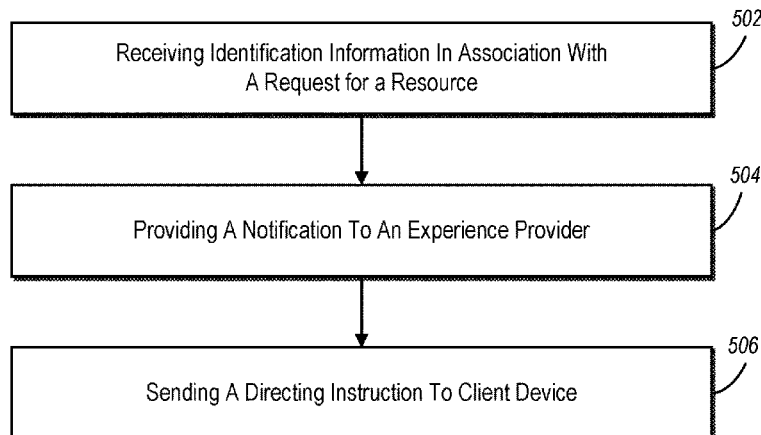 502
Receiving Identification Information In Association With
A Request for a Resource
504
Providing A Notification To An Experience Provider
506
Sending A Directing Instruction To Client Device